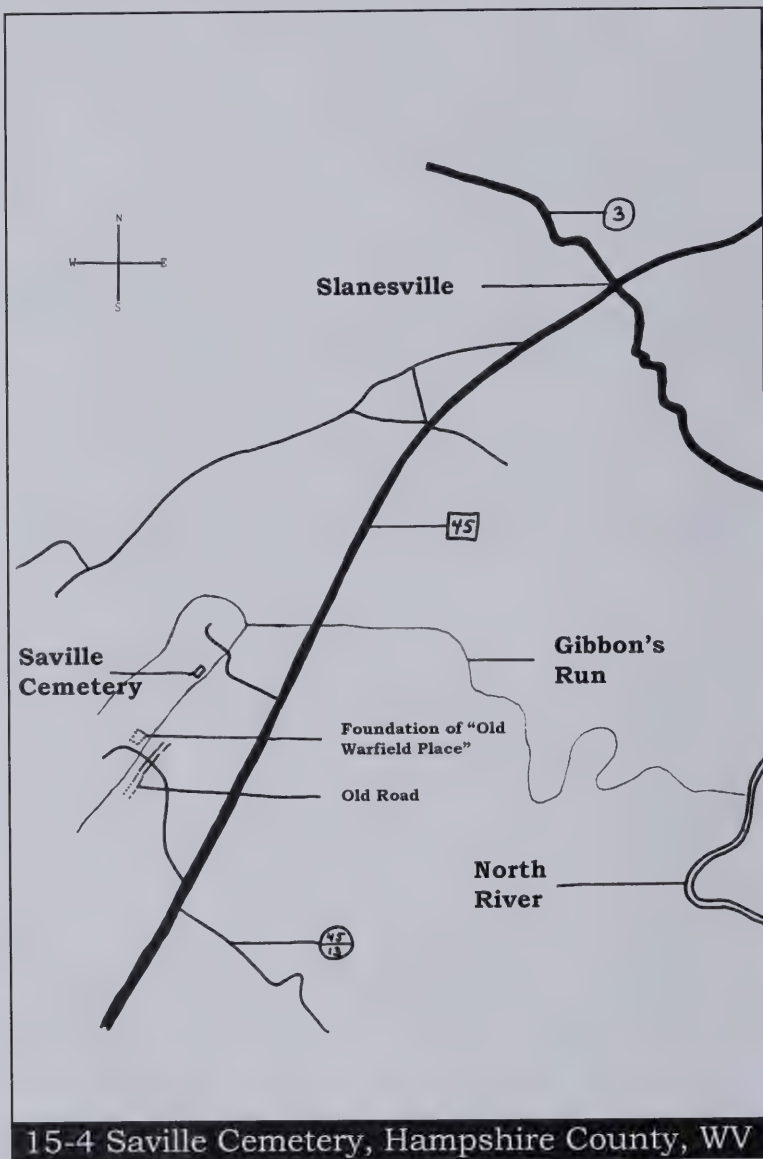 3
N
W E
S
Slanesville
45
Saville
Cemetery
Gibbon's
Run
Foundation of "Old
Warfield Place"
Old Road
North
River
45
13
15-4 Saville Cemetery, Hampshire County, WV